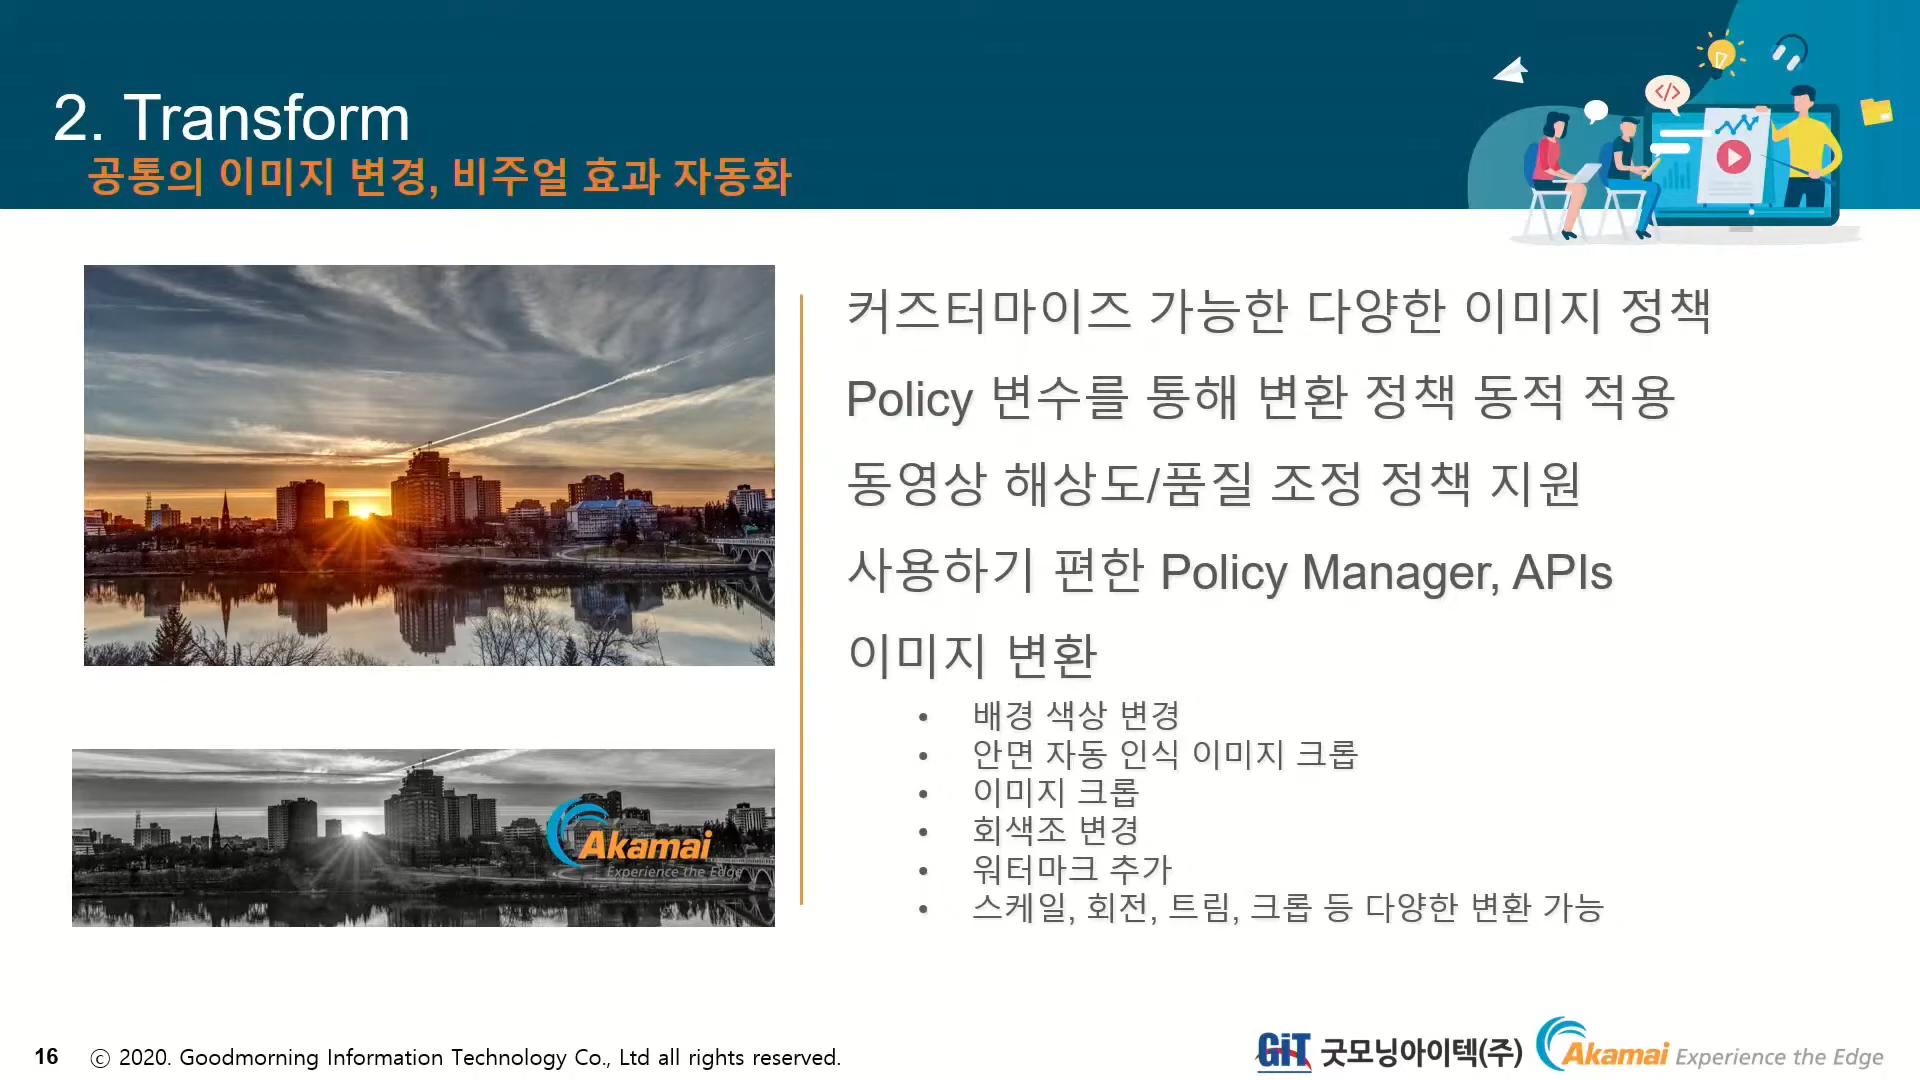 2. Transform
공통의 이미지 변경, 비주얼 효과 자동화
커즈터마이즈 가능한 다양한 이미지 정책
Policy 변수를 통해 변환 정책 동적 적용
동영상 해상도/품질 조정 정책 지원
사용하기 편한 Policy Manager, APIs
이미지 변환
• 배경 색상 변경
• 안면 자동 인식 이미지 크롭
• 이미지 크롭
• 회색조 변경
• 워터마크 추가
• 스케일, 회전, 트림, 크롭 등 다양한 변환 가능
Akamai
Experience the Edge
16 ⓒ 2020. Goodmorning Information Technology Co., Ltd all rights reserved.
GiT 굿모닝아이텍(주) Akamai Experience the Edge